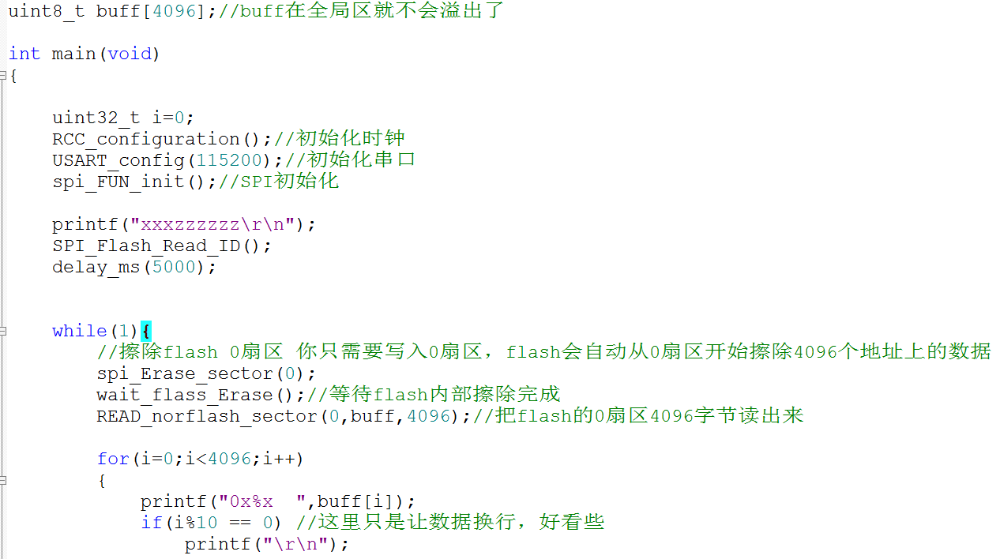 uint8_t buff[4096];//buff在全局区就不会溢出了
int main(void)
{
uint32_t i=0;
RCC_configuration();//初始化时钟
USART_config(115200);//初始化串口
spi_FUN_init();//SPI初始化
printf("xxxzzzzzz\r\n");
SPI_Flash_Read_ID();
delay_ms(5000);
while(1){
//擦除flash 0扇区 你只需要写入0扇区，flash会自动从0扇区开始擦除4096个地址上的数据
spi_Erase_sector(0);
wait_flass_Erase();//等待flash内部擦除完成
READ_norflash_sector(0,buff,4096);//把flash的0扇区4096字节读出来
for(i=0;i<4096;i++)
{
printf("0x%x  ",buff[i]);
if(i%10 == 0) //这里只是让数据换行，好看些
printf("\r\n");